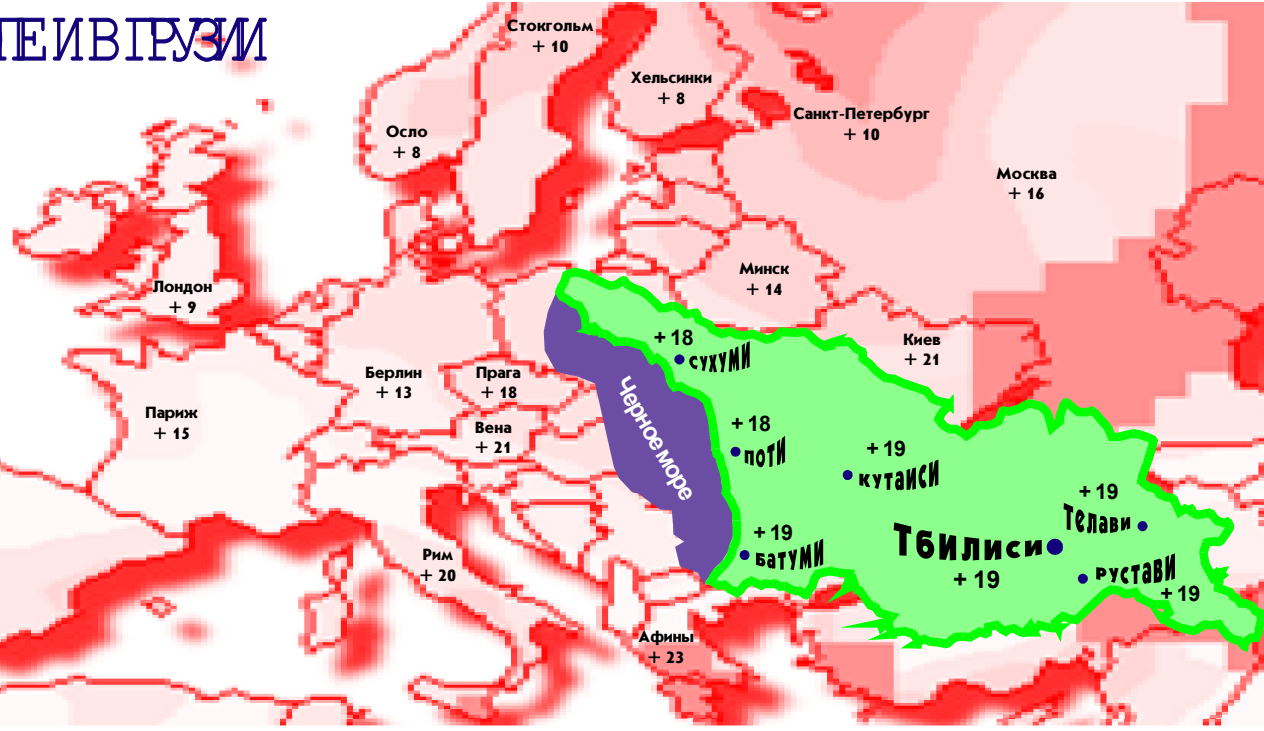 И В ГРУЗИИ
Стокгольм
+ 10
Хельсинки
+ 8
Санкт-Петербург
+ 10
Осло
+ 8
Москва
+ 16
Минск
+ 14
Лондон
+ 9
Киев
+ 21
+ 18
СУХУМИ
Берлин
+ 13
Прага
+ 18
Париж
+ 15
Вена
+ 21
Черное море
+ 18
ПОТИ
+ 19
КУТАИСИ
+ 19
Телави
Тбилиси
+ 19
+ 19
БАТУМИ
РУСТАВИ
+ 19
Рим
+ 20
Афины
+ 23